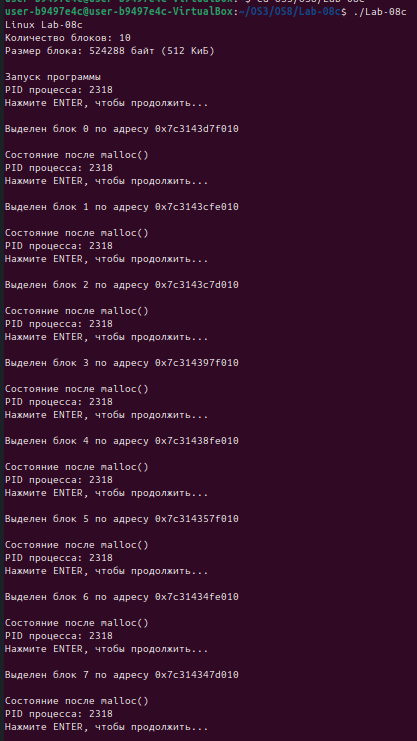 user-b9497e4c@user-b9497e4c-VirtualBox:~/OS3/OS8/Lab-08c$ ./Lab-08c
Linux Lab-08c
Количество блоков: 10
Размер блока: 524288 байт (512 КиБ)
Запуск программы
PID процесса: 2318
Нажмите ENTER, чтобы продолжить...
Выделен блок 0 по адресу 0x7c3143d7f010
Состояние после malloc()
PID процесса: 2318
Нажмите ENTER, чтобы продолжить...
Выделен блок 1 по адресу 0x7c3143cfe010
Состояние после malloc()
PID процесса: 2318
Нажмите ENTER, чтобы продолжить...
Выделен блок 2 по адресу 0x7c3143c7d010
Состояние после malloc()
PID процесса: 2318
Нажмите ENTER, чтобы продолжить...
Выделен блок 3 по адресу 0x7c314397f010
Состояние после malloc()
PID процесса: 2318
Нажмите ENTER, чтобы продолжить...
Выделен блок 4 по адресу 0x7c31438fe010
Состояние после malloc()
PID процесса: 2318
Нажмите ENTER, чтобы продолжить...
Выделен блок 5 по адресу 0x7c314357f010
Состояние после malloc()
PID процесса: 2318
Нажмите ENTER, чтобы продолжить...
Выделен блок 6 по адресу 0x7c31434fe010
Состояние после malloc()
PID процесса: 2318
Нажмите ENTER, чтобы продолжить...
Выделен блок 7 по адресу 0x7c314347d010
Состояние после malloc()
PID процесса: 2318
Нажмите ENTER, чтобы продолжить...